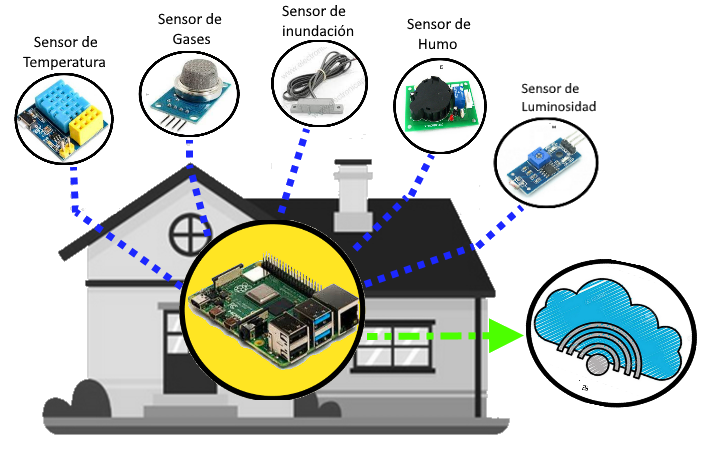 Sensor de
Temperatura
Sensor de
Gases
Sensor de
inundación
Sensor de
Humo
Sensor de
Luminosidad